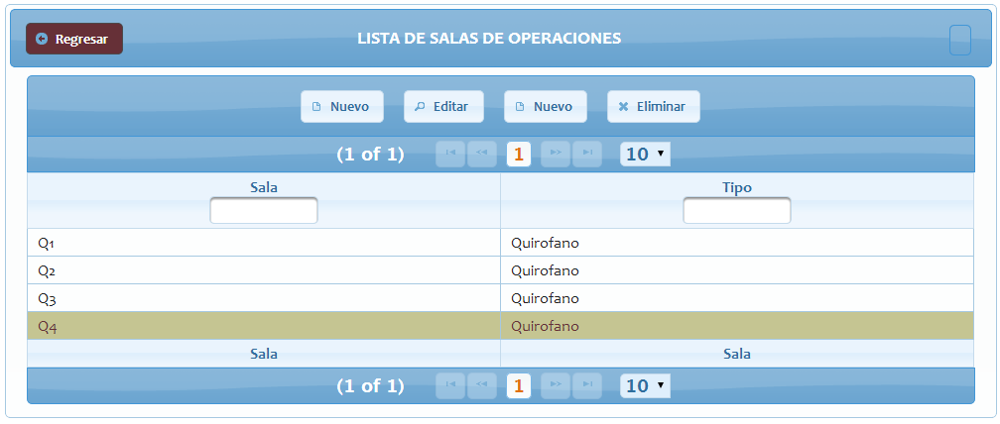 Regresar LISTA DE SALAS DE OPERACIONES
Nuevo Editar Nuevo Eliminar
(1 of 1) 1 10
Sala Tipo
Q1 Quirofano
Q2 Quirofano
Q3 Quirofano
Q4 Quirofano
Sala Sala
(1 of 1) 1 10